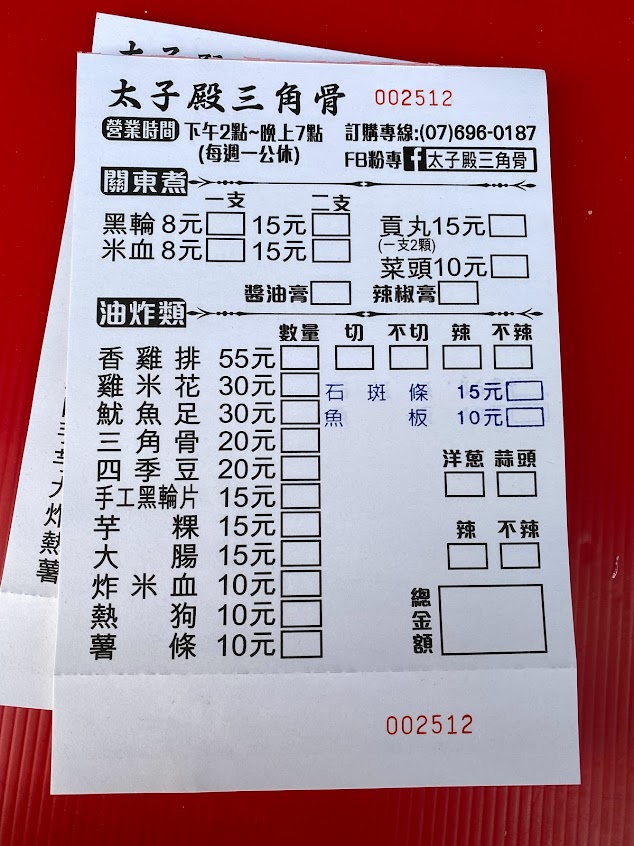 太子殿三角骨 002512
營業時間 下午2點~晚上7點 訂購專線:(07)696-0187
(每週一公休) FB粉專 f 太子殿三角骨
關東煮
一支 二支
黑輪 8元 15元 貢丸15元
(一支2顆)
米血 8元 15元 菜頭10元
醬油膏 辣椒膏
油炸類
數量 切 不切 辣 不辣
香雞排 55元
雞米花 30元 石斑條 15元
魷魚足 30元 魚板 10元
三角骨 20元
四季豆 20元 洋蔥 蒜頭
手工黑輪片 15元
芋粿 15元 辣 不辣
大腸 15元
炸米血 10元
熱狗 10元 總金額
薯條 10元
002512